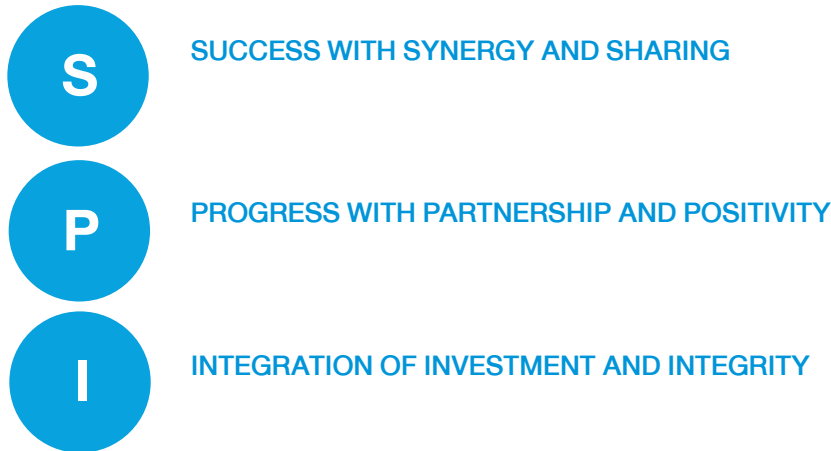 S
SUCCESS WITH SYNERGY AND SHARING
P
PROGRESS WITH PARTNERSHIP AND POSITIVITY
I
INTEGRATION OF INVESTMENT AND INTEGRITY